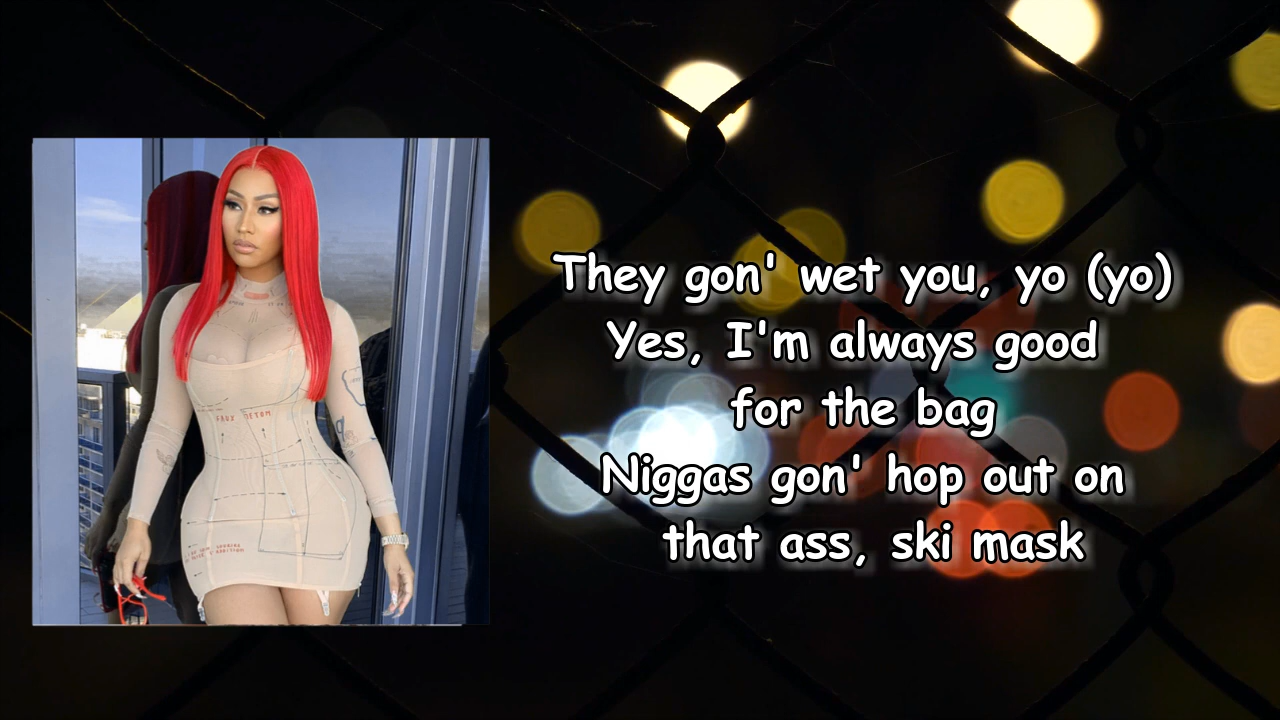 They gon' wet you, yo (yo)
Yes, I'm always good
for the bag
Niggas gon' hop out on
that ass, ski mask